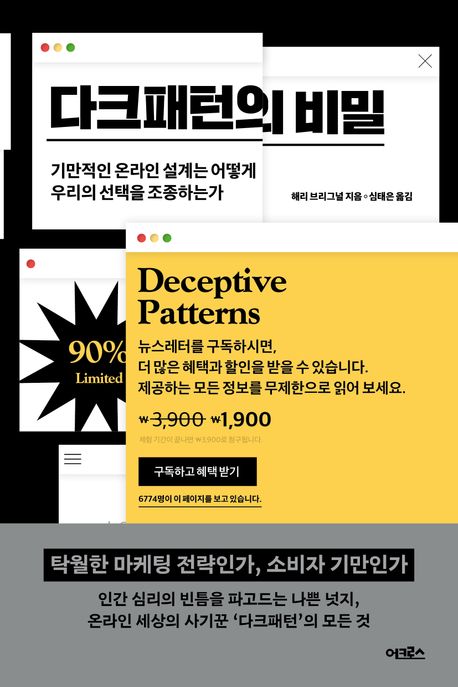 다크패턴의 비밀
기만적인 온라인 설계는 어떻게
우리의 선택을 조종하는가
해리 브리그널 지음 ◦ 심태은 옮김
Deceptive
Patterns
90%
Limited
뉴스레터를 구독하시면,
더 많은 혜택과 할인을 받을 수 있습니다.
제공하는 모든 정보를 무제한으로 읽어 보세요.
₩3,900 ₩1,900
체험 기간이 끝나면 ₩3,900로 청구됩니다.
구독하고 혜택 받기
6774명이 이 페이지를 보고 있습니다.
탁월한 마케팅 전략인가, 소비자 기만인가
인간 심리의 빈틈을 파고드는 나쁜 넛지,
온라인 세상의 사기꾼 ‘다크패턴’의 모든 것
어크로스